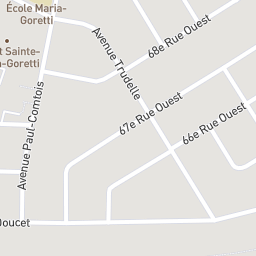 École Maria-
Goretti
t Sainte-
a-Goretti
Avenue Trudelle
68e Rue Ouest
67e Rue Ouest
66e Rue Ouest
Avenue Paul-Comtois
Doucet